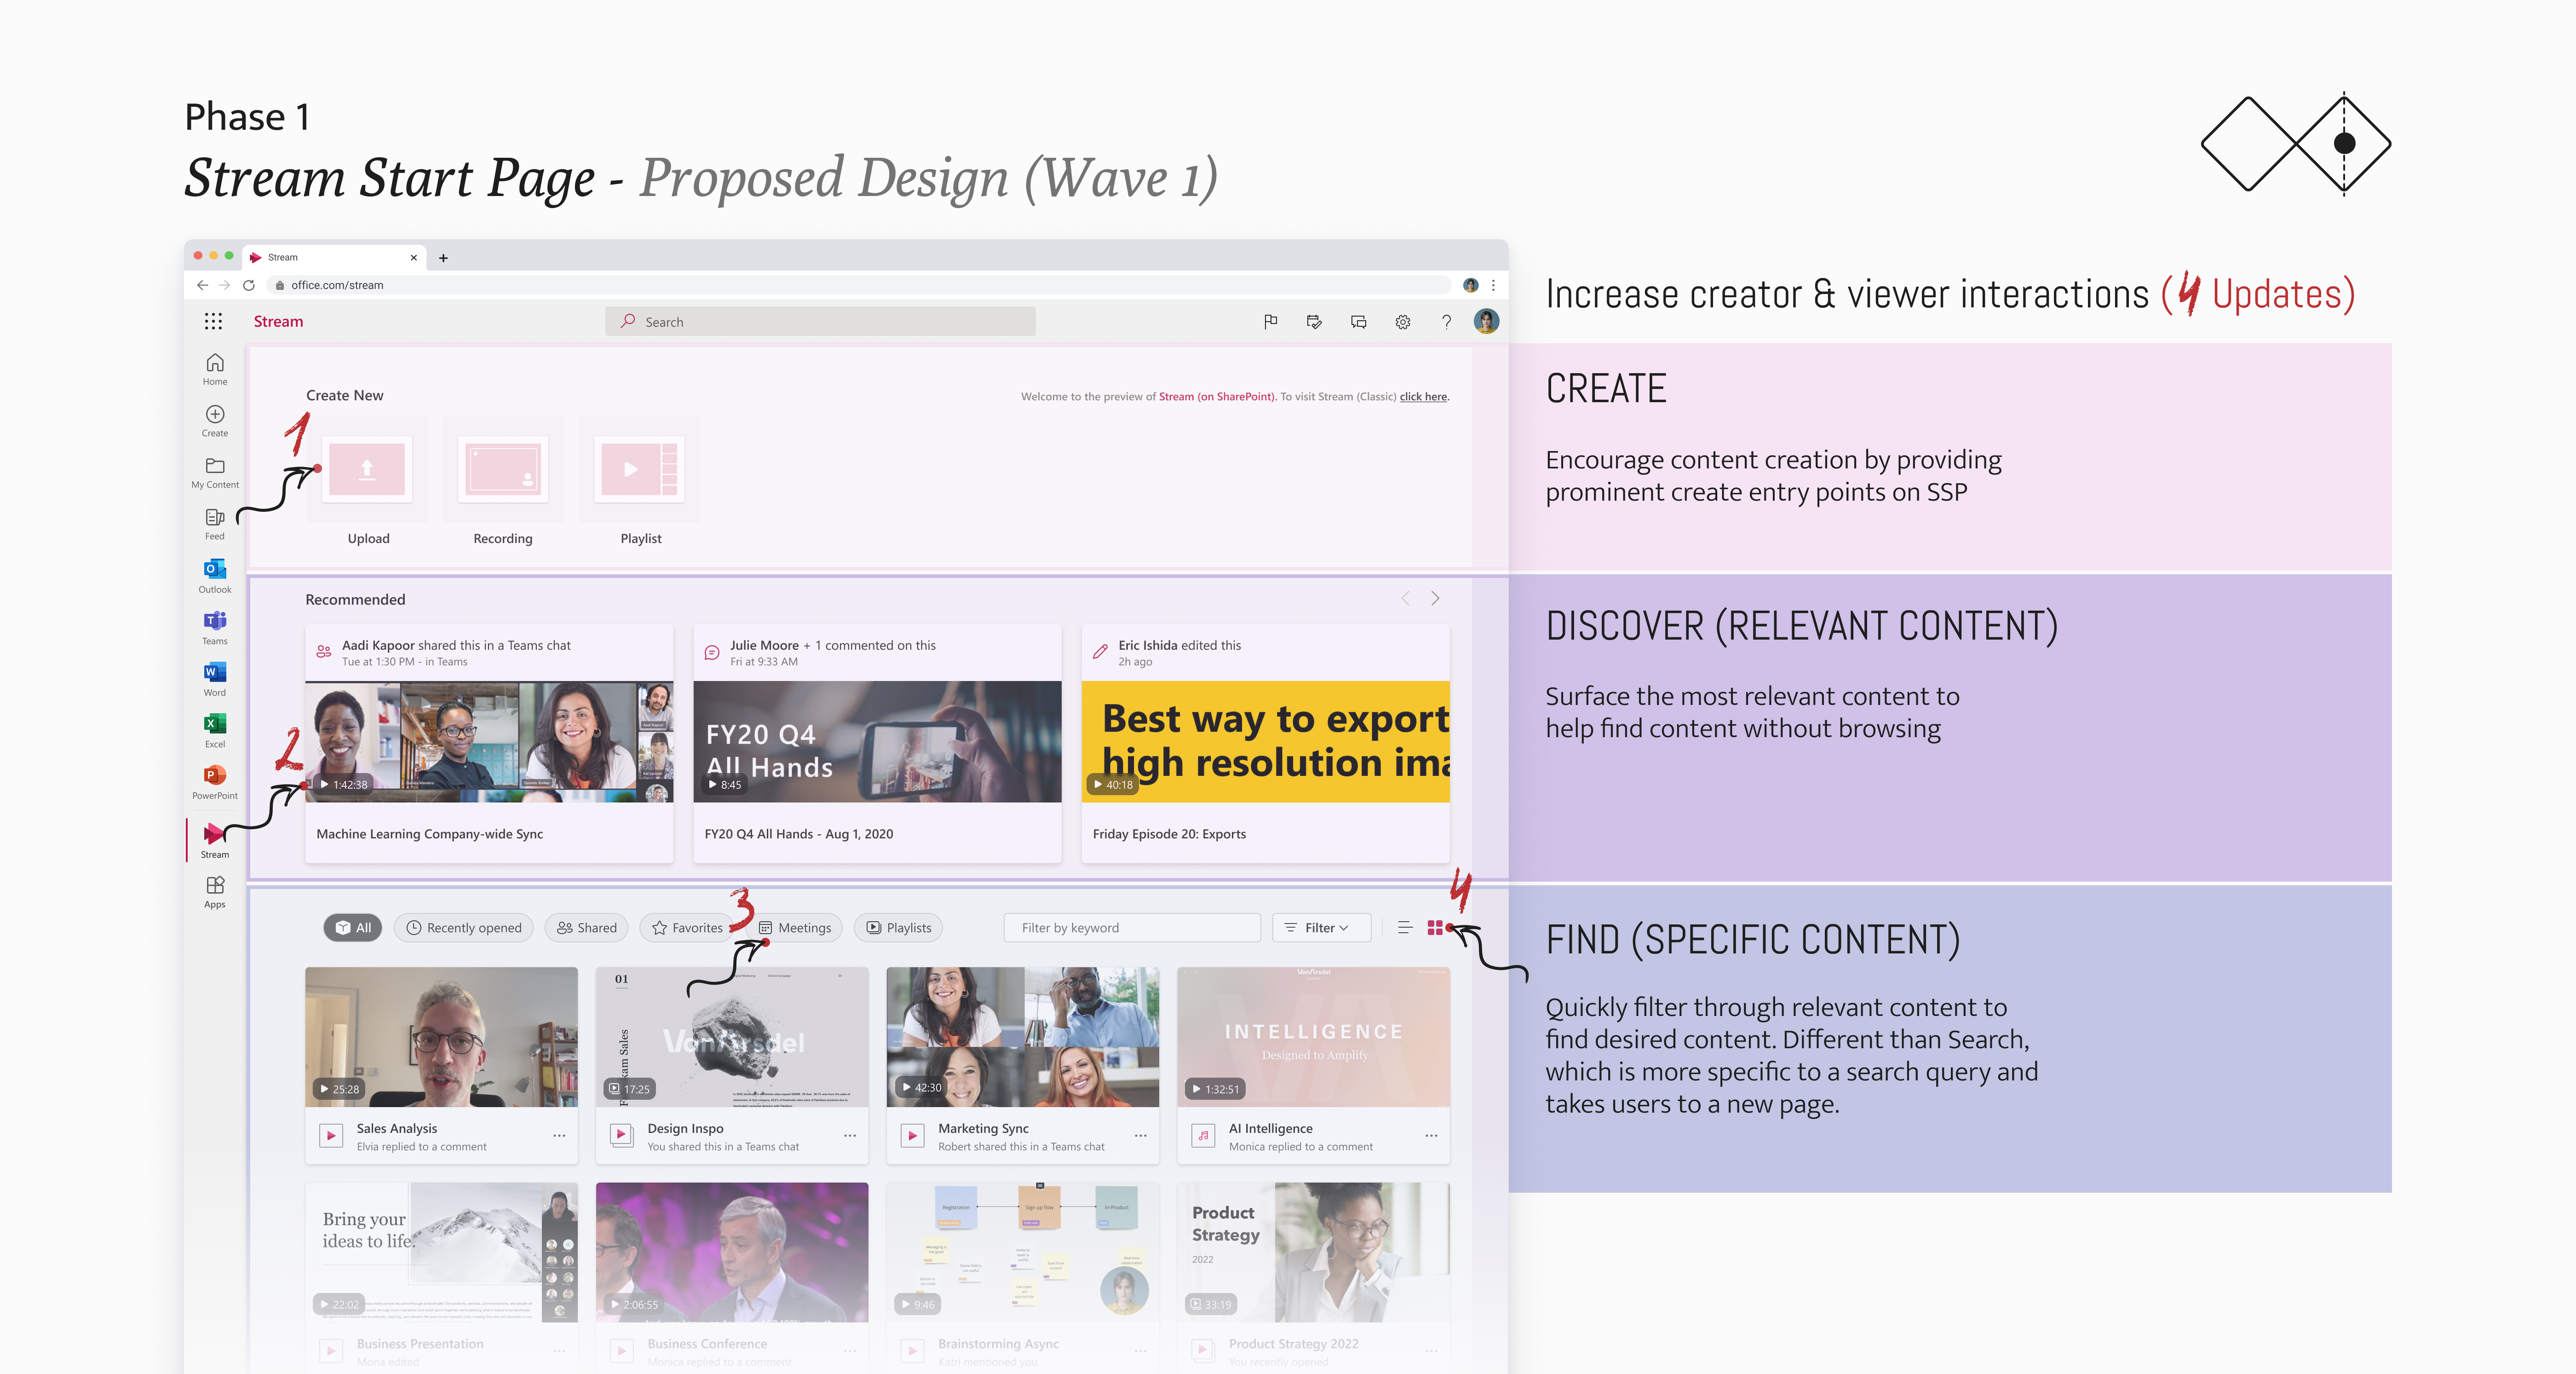 Phase 1
Stream Start Page - Proposed Design (Wave 1)
Stream
office.com/stream
Stream
Search
?
Increase creator & viewer interactions (4 Updates)
Home
Create
My Content
Feed
Outlook
Teams
Word
Excel
PowerPoint
Stream
Apps
Create New
Welcome to the preview of Stream (on SharePoint). To visit Stream (Classic) click here.
1
Upload
Recording
Playlist
CREATE
Encourage content creation by providing
prominent create entry points on SSP
Recommended
Aadi Kapoor shared this in a Teams chat
Tue at 1:30 PM - in Teams
Julie Moore + 1 commented on this
Fri at 9:33 AM
Eric Ishida edited this
2h ago
2
1:42:38
FY20 Q4
All Hands
8:45
Best way to export
high resolution ima
40:18
Machine Learning Company-wide Sync
FY20 Q4 All Hands - Aug 1, 2020
Friday Episode 20: Exports
DISCOVER (RELEVANT CONTENT)
Surface the most relevant content to
help find content without browsing
3
4
All
Recently opened
Shared
Favorites
Meetings
Playlists
Filter by keyword
Filter
FIND (SPECIFIC CONTENT)
Quickly filter through relevant content to
find desired content. Different than Search,
which is more specific to a search query and
takes users to a new page.
25:28
01
VanArsdel
Sales
17:25
42:30
VanArsdel
INTELLIGENCE
Designed to Amplify
1:32:51
Sales Analysis
Elvia replied to a comment
Design Inspo
You shared this in a Teams chat
Marketing Sync
Robert shared this in a Teams chat
AI Intelligence
Monica replied to a comment
Bring your
ideas to life.
22:02
2:06:55
Registration
Sign up flow
In Product
9:46
Product
Strategy
2022
33:19
Business Presentation
Mona edited
Business Conference
Monica replied to a comment
Brainstorming Async
Katri mentioned you
Product Strategy 2022
You recently opened